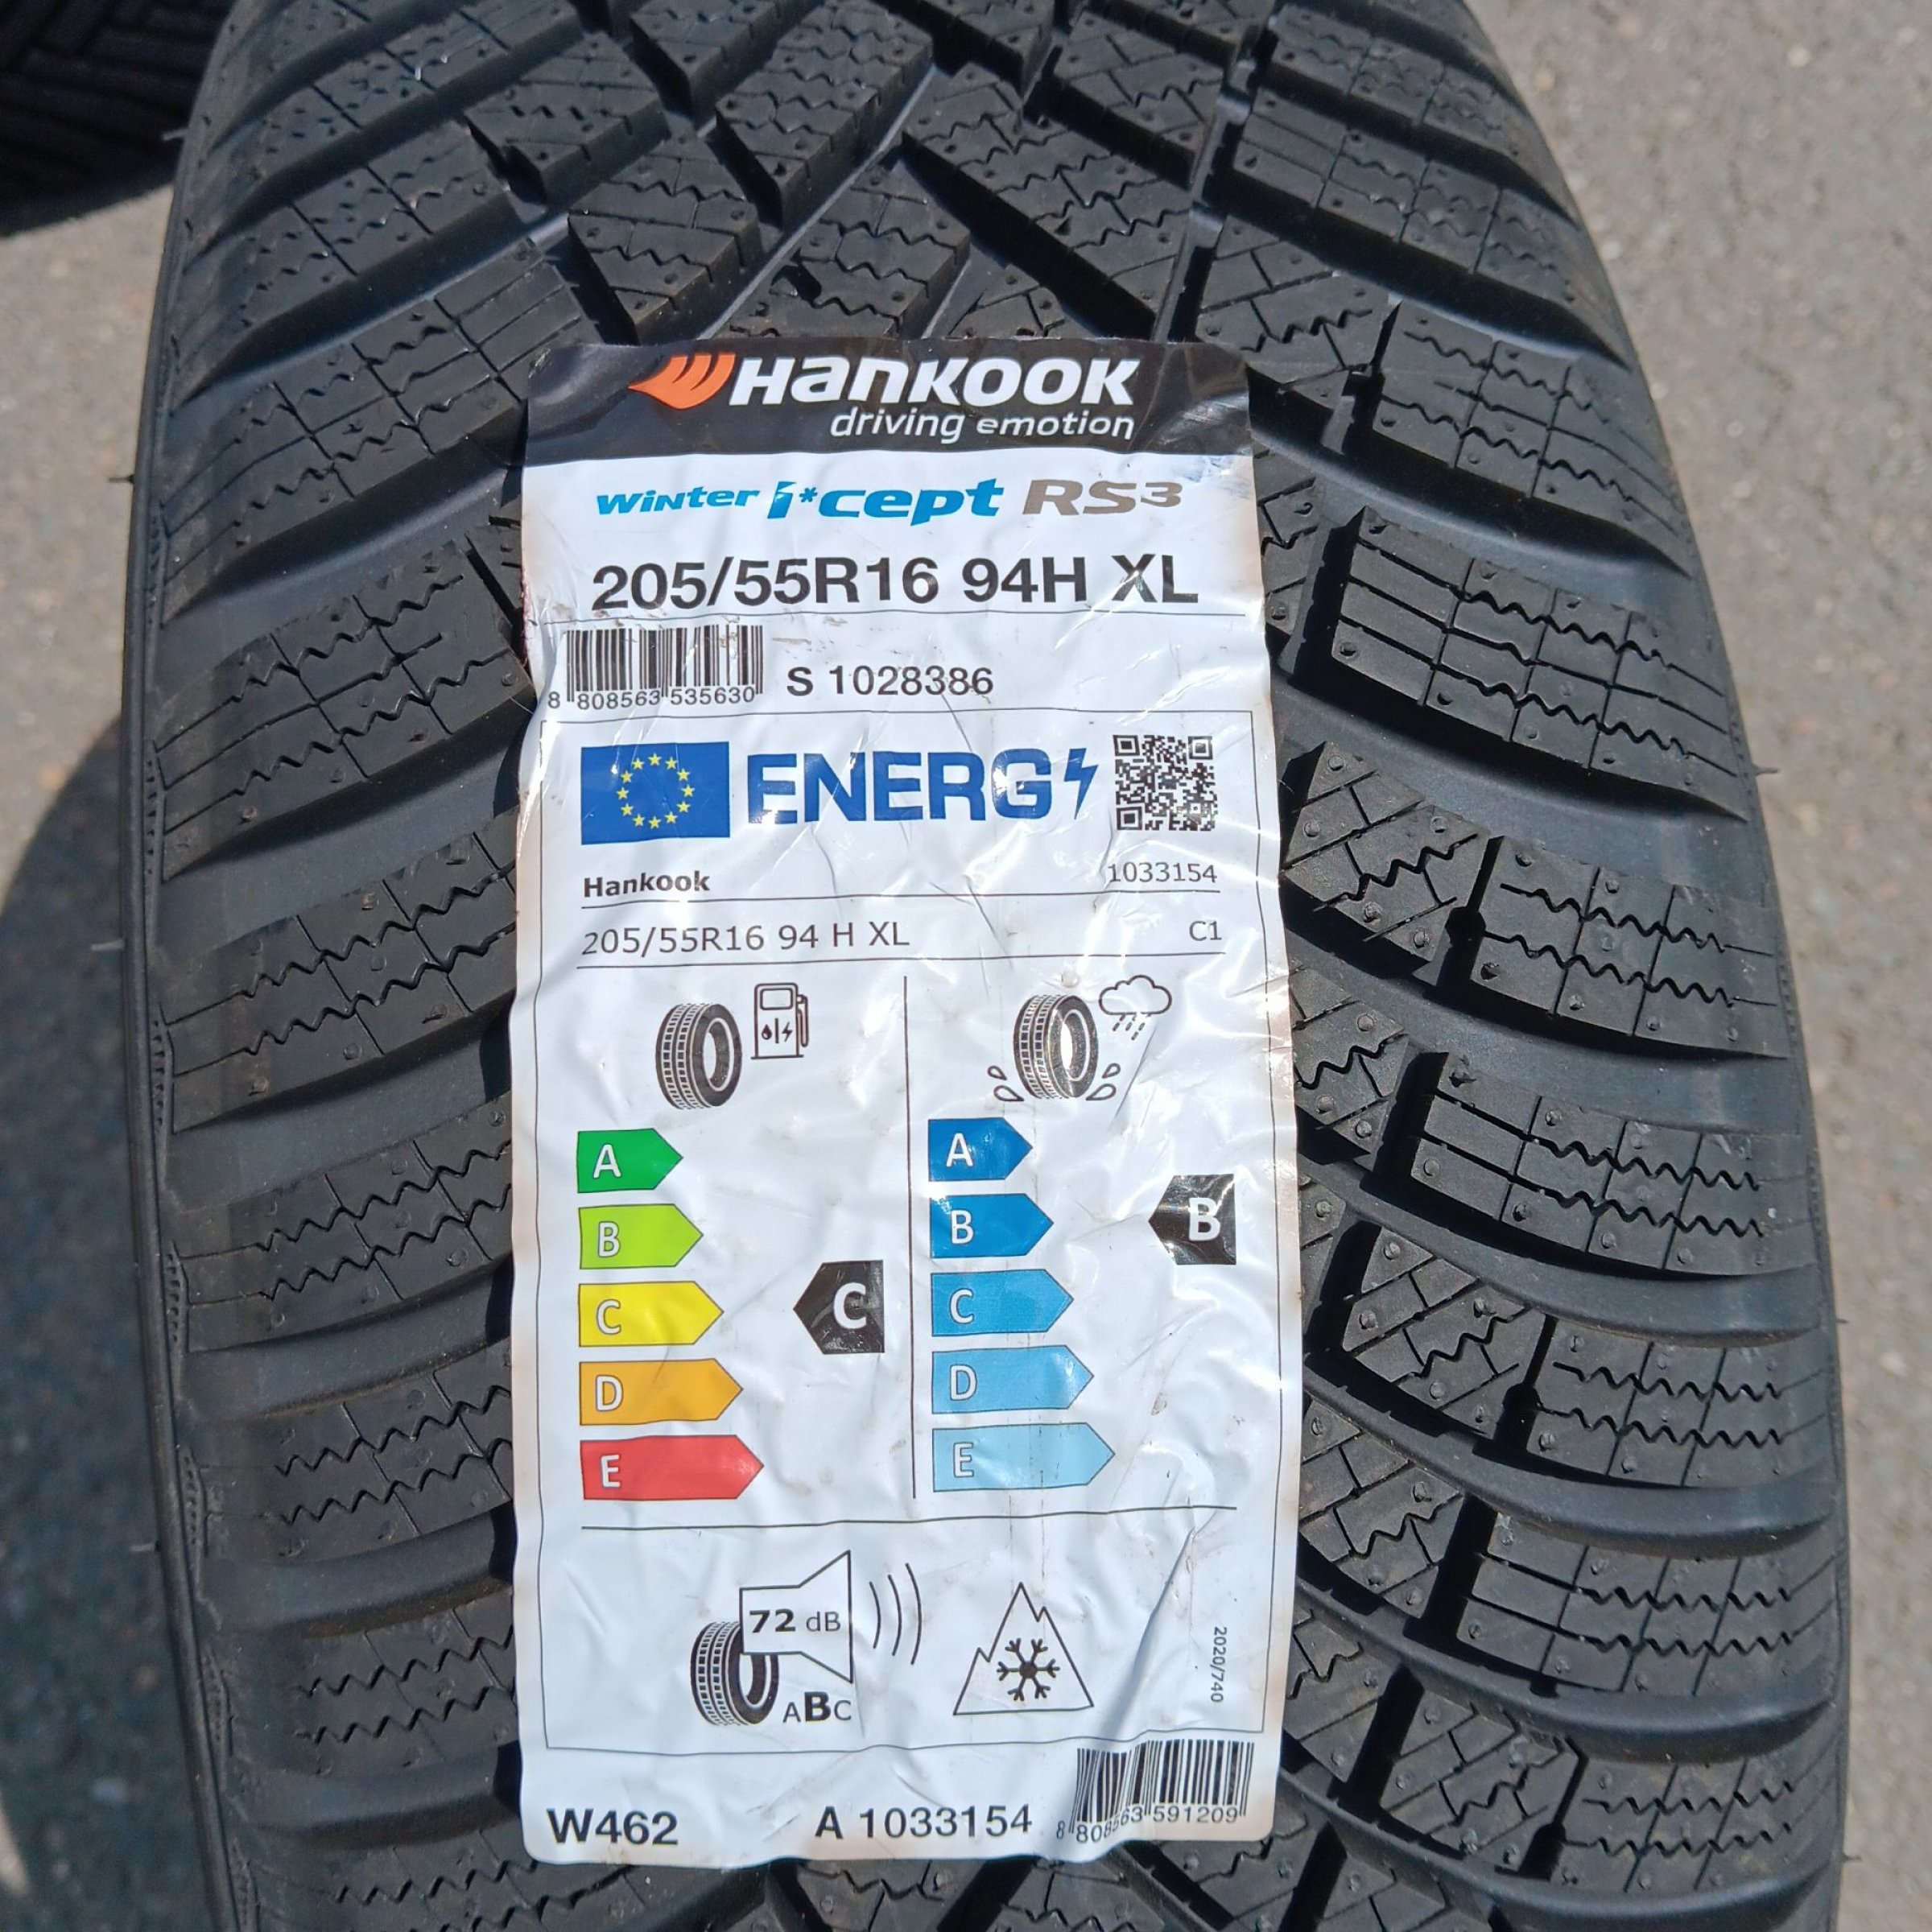 Hankook
driving emotion
Winter i*cept RS3
205/55R16 94H XL
8 808563 535630
S 1028386
ENERG
Hankook 1033154
205/55R16 94 H XL C1
A A
B B B
C C C
D D
E E
72 dB
ABC
2020/740
W462 A 1033154
8 808563 591209